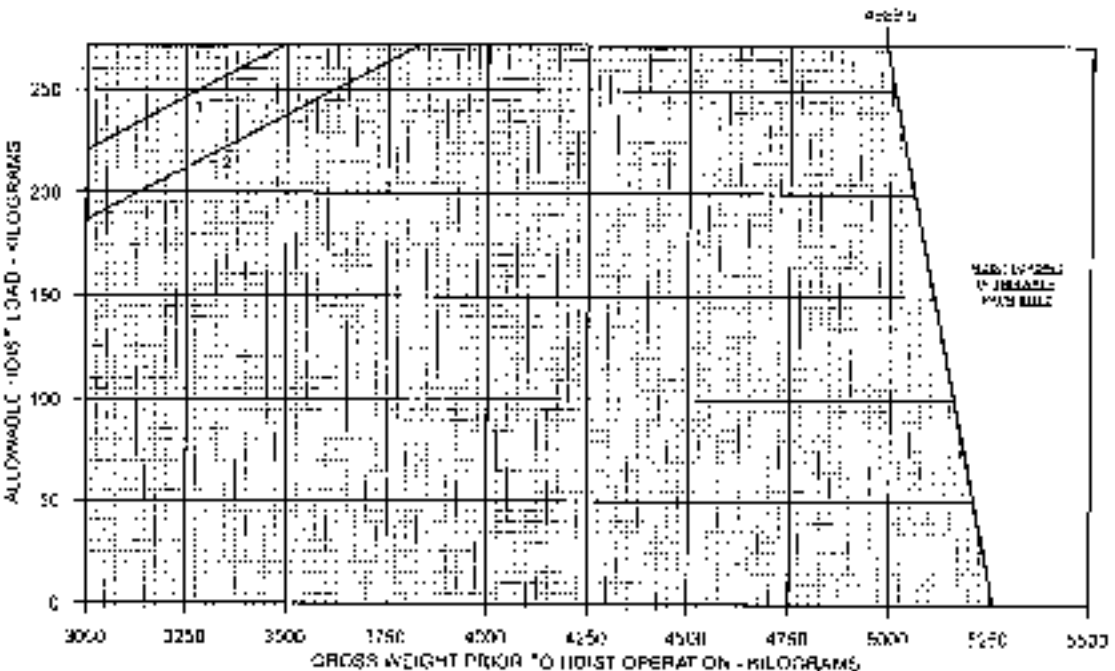 250
1
2
200
ALLOWABLE HOIST LOAD - KILOGRAMS
150
100
50
0
3000 3250 3500 3750 4000 4250 4500 4750 5000 5250 5500
GROSS WEIGHT PRIOR TO HOIST OPERATION - KILOGRAMS